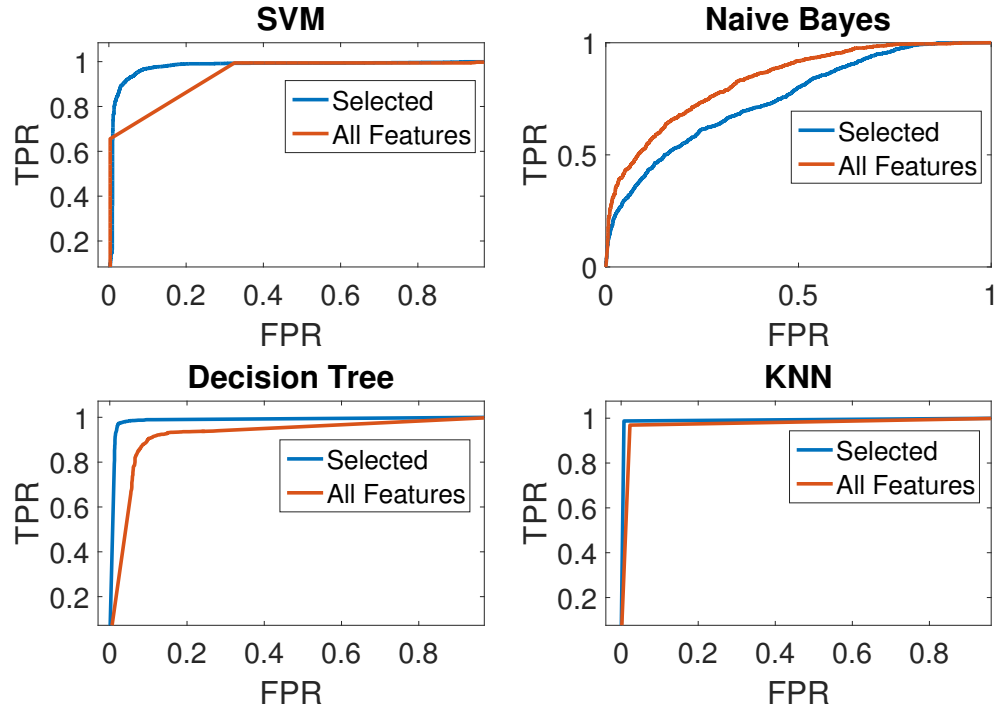 SVM
1
0.8
0.6
0.4
0.2
TPR
0 0.2 0.4 0.6 0.8
FPR
Selected
All Features
Naive Bayes
1
0.5
0
TPR
0 0.5 1
FPR
Selected
All Features
Decision Tree
1
0.8
0.6
0.4
0.2
TPR
0 0.2 0.4 0.6 0.8
FPR
Selected
All Features
KNN
1
0.8
0.6
0.4
0.2
TPR
0 0.2 0.4 0.6 0.8
FPR
Selected
All Features